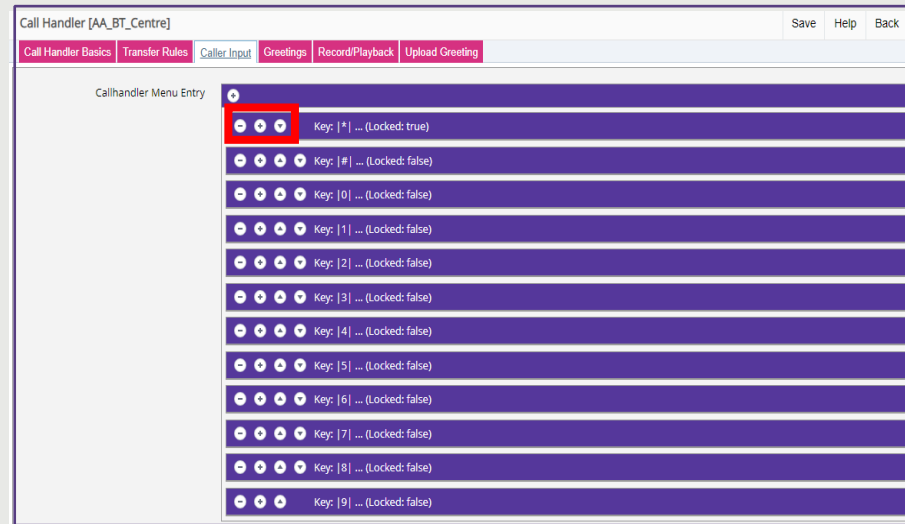 Call Handler [AA_BT_Centre] Save Help Back
Call Handler Basics Transfer Rules Caller Input Greetings Record/Playback Upload Greeting
Callhandler Menu Entry
Key: |*| ... (Locked: true)
Key: |#| ... (Locked: false)
Key: |0| ... (Locked: false)
Key: |1| ... (Locked: false)
Key: |2| ... (Locked: false)
Key: |3| ... (Locked: false)
Key: |4| ... (Locked: false)
Key: |5| ... (Locked: false)
Key: |6| ... (Locked: false)
Key: |7| ... (Locked: false)
Key: |8| ... (Locked: false)
Key: |9| ... (Locked: false)